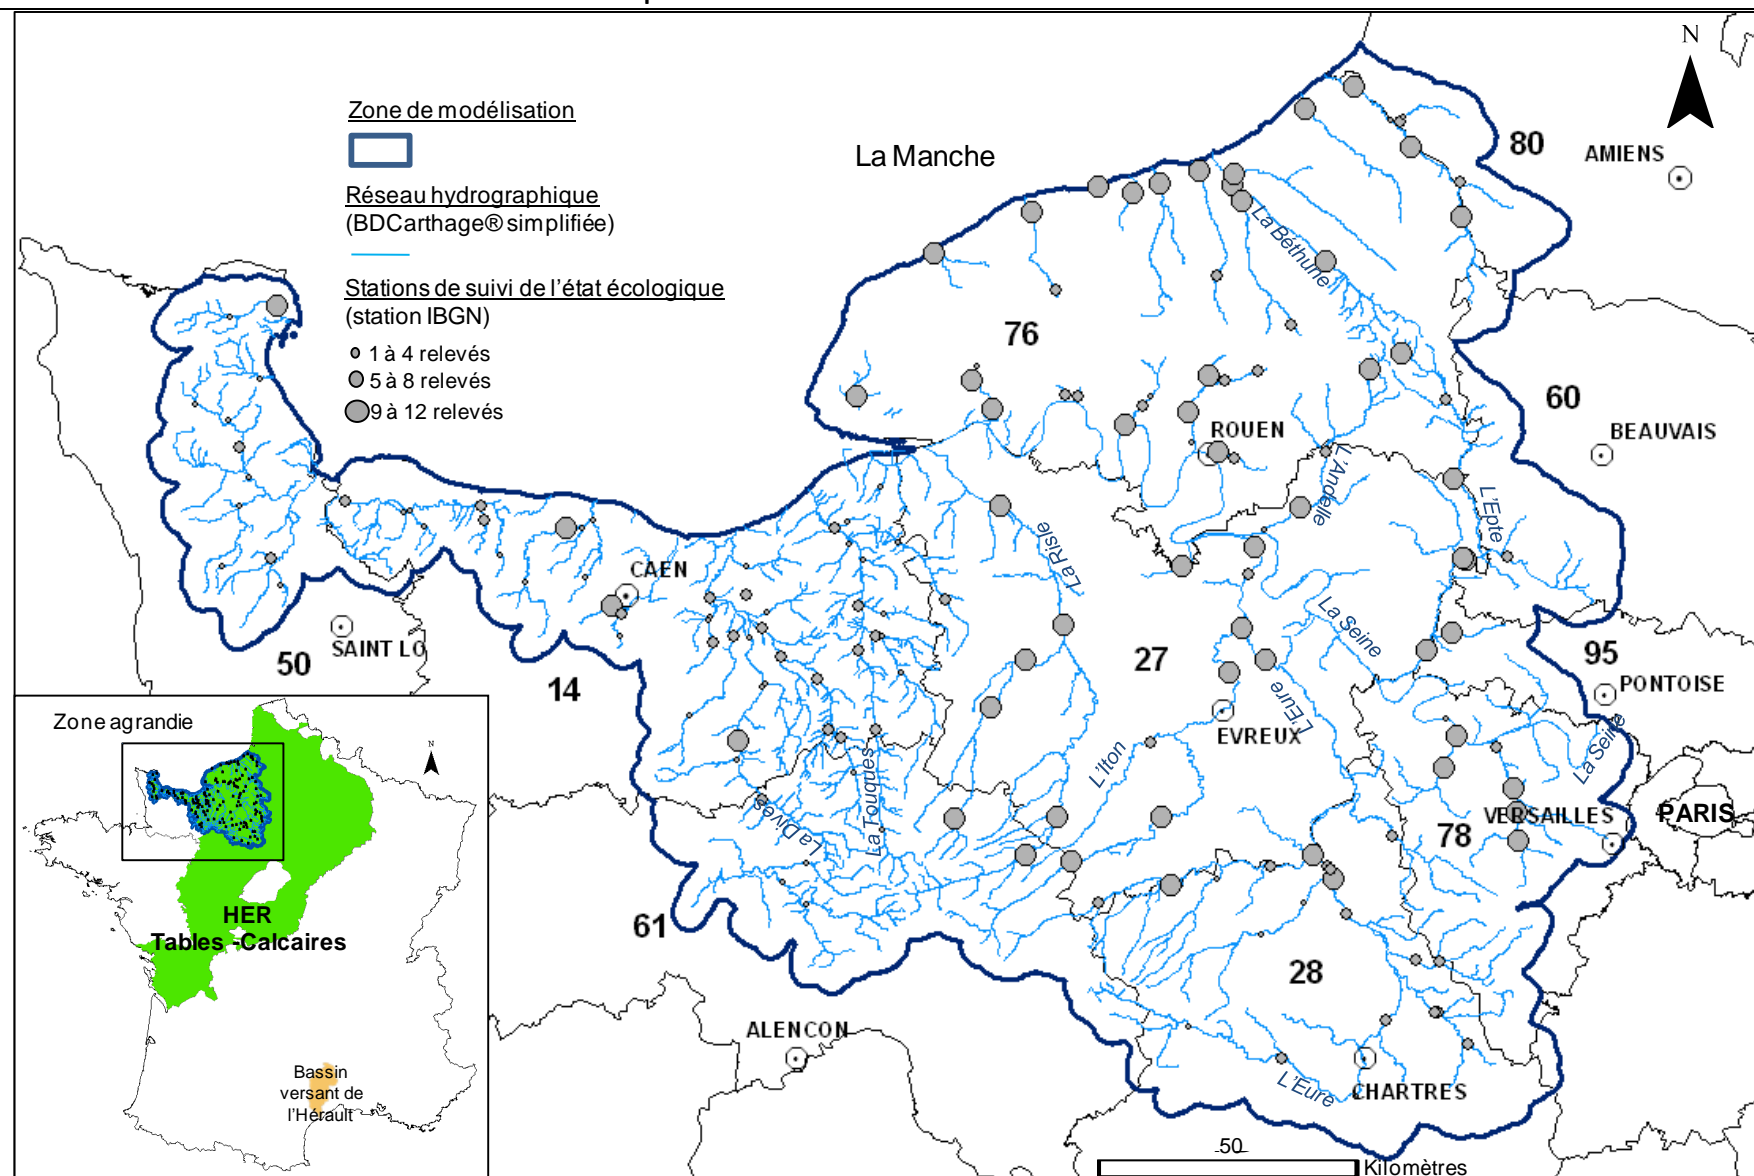 N
Zone de modélisation
Réseau hydrographique
(BDCarthage® simplifiée)
Stations de suivi de l'état écologique
(station IBGN)
1 à 4 relevés
5 à 8 relevés
9 à 12 relevés
La Manche
80
AMIENS
La Béthune
76
60
BEAUVAIS
ROUEN
L'Andelle
L'Epte
La Risle
CAEN
SAINT LO
50
14
27
La Seine
95
PONTOISE
L'Eure
EVREUX
La Seine
L'Iton
La Touques
La Dives
VERSAILLES
PARIS
78
61
28
ALENCON
CHARTRES
L'Eure
50
Kilomètres
Zone agrandie
N
HER
Tables -Calcaires
Bassin
versant de
l'Hérault